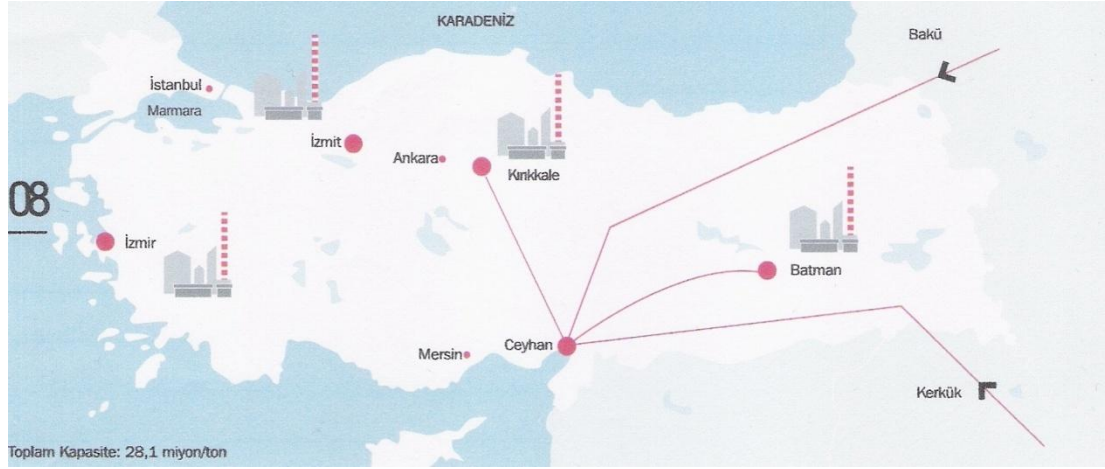 KARADENİZ
Bakü
İstanbul
Marmara
İzmit
Ankara
Kırıkkale
08
İzmir
Batman
Ceyhan
Mersin
Kerkük
Toplam Kapasite: 28,1 miyon/ton